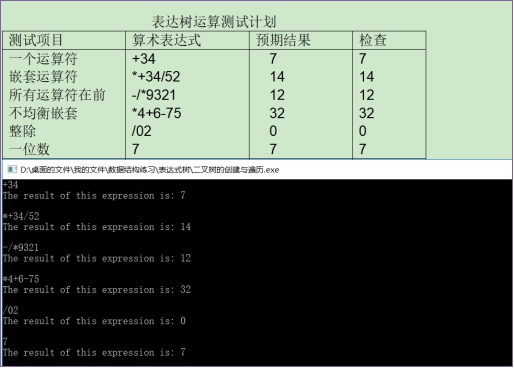 表达树运算测试计划
测试项目 算术表达式 预期结果 检查
一个运算符 +34 7 7
嵌套运算符 *+34/52 14 14
所有运算符在前 -/*9321 12 12
不均衡嵌套 *4+6-75 32 32
整除 /02 0 0
一位数 7 7 7
D:\桌面的文件\我的文件\数据结构练习\表达式树\二叉树的创建与遍历.exe
+34
The result of this expression is: 7
*+34/52
The result of this expression is: 14
-/*9321
The result of this expression is: 12
*4+6-75
The result of this expression is: 32
/02
The result of this expression is: 0
7
The result of this expression is: 7